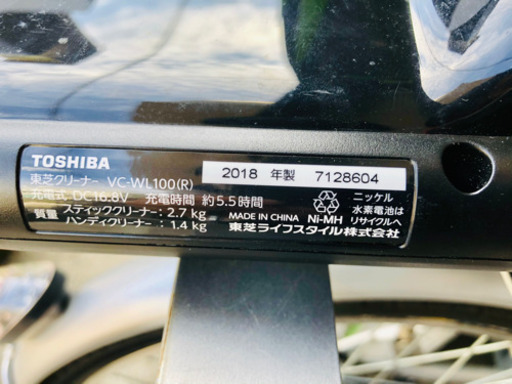 TOSHIBA
東芝クリーナー VC-WL100(R)
2018 年製 7128604
充電式 DC16.8V 充電時間 約5.5時間
質量 スティッククリーナー：2.7 kg
ハンディクリーナー：1.4 kg
MADE IN CHINA
Ni-MH
ニッケル
水素電池は
リサイクルへ
東芝ライフスタイル株式会社